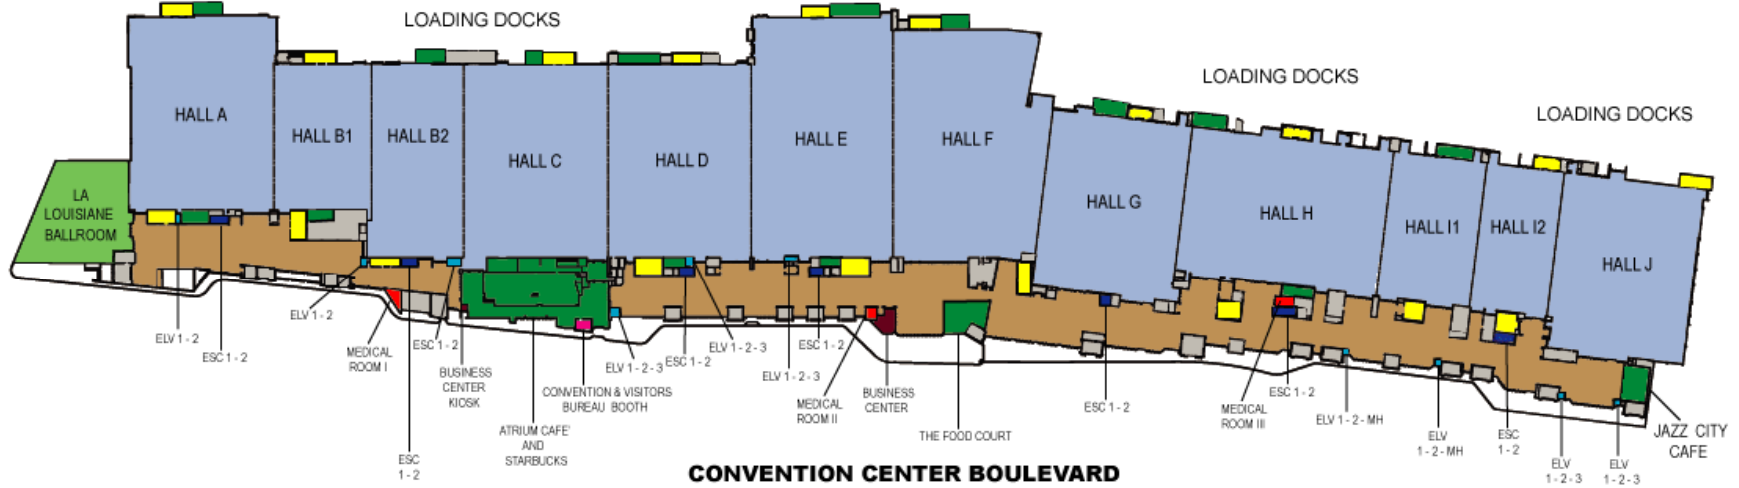 LOADING DOCKS
LOADING DOCKS
LOADING DOCKS
HALL A
HALL B1
HALL B2
HALL C
HALL D
HALL E
HALL F
HALL G
HALL H
HALL I1
HALL I2
HALL J
LA
LOUISIANE
BALLROOM
ELV 1 - 2
ESC 1 - 2
ELV 1 - 2
MEDICAL
ROOM I
ESC 1 - 2
ESC
1 - 2
BUSINESS
CENTER
KIOSK
ATRIUM CAFE'
AND
STARBUCKS
CONVENTION & VISITORS
BUREAU BOOTH
ELV 1 - 2 - 3
ESC 1 - 2
ELV 1 - 2 - 3
ELV 1 - 2 - 3
ESC 1 - 2
MEDICAL
ROOM II
BUSINESS
CENTER
THE FOOD COURT
ESC 1 - 2
MEDICAL
ROOM III
ESC 1 - 2
ELV 1 - 2 - MH
ELV
1 - 2 - MH
ESC
1 - 2
ELV
1 - 2 - 3
ELV
1 - 2 - 3
JAZZ CITY
CAFE
CONVENTION CENTER BOULEVARD